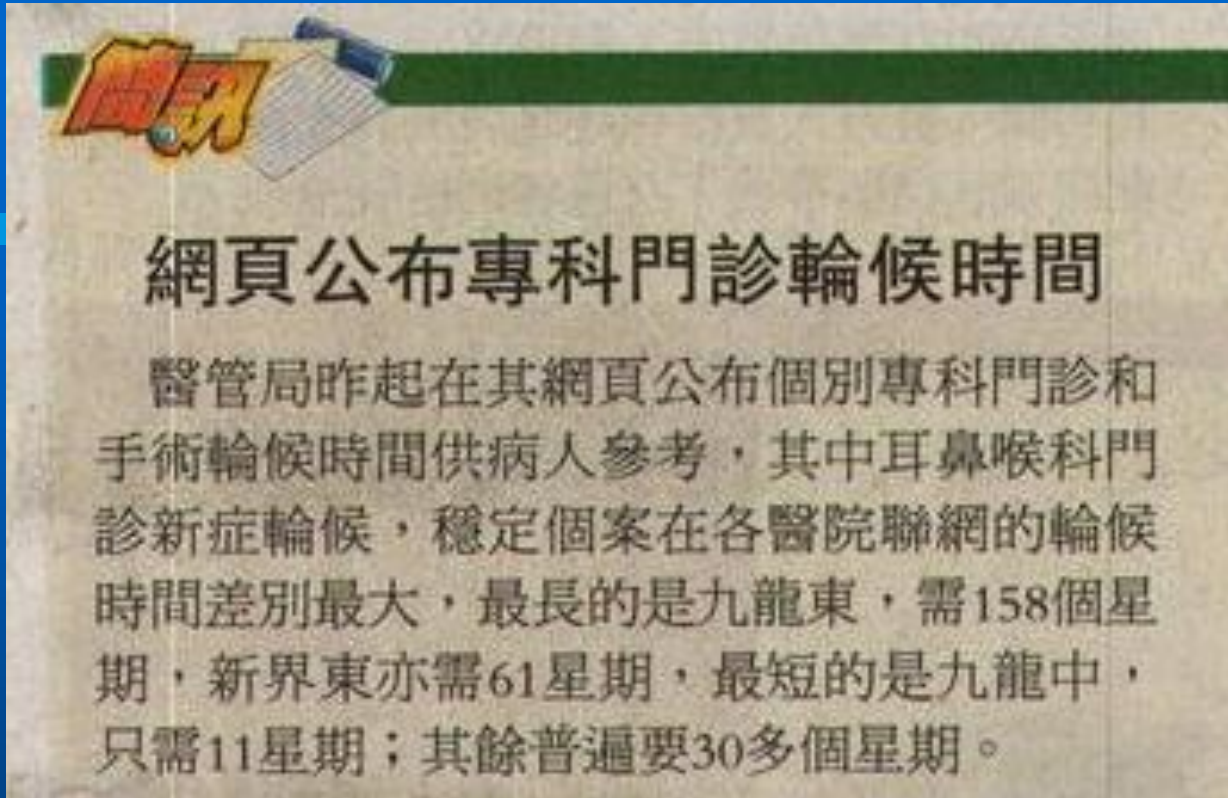 簡訊
網頁公布專科門診輪候時間
醫管局昨起在其網頁公布個別專科門診和
手術輪候時間供病人參考，其中耳鼻喉科門
診新症輪候，穩定個案在各醫院聯網的輪候
時間差別最大，最長的是九龍東，需158個星
期，新界東亦需61星期，最短的是九龍中，
只需11星期；其餘普遍要30多個星期。